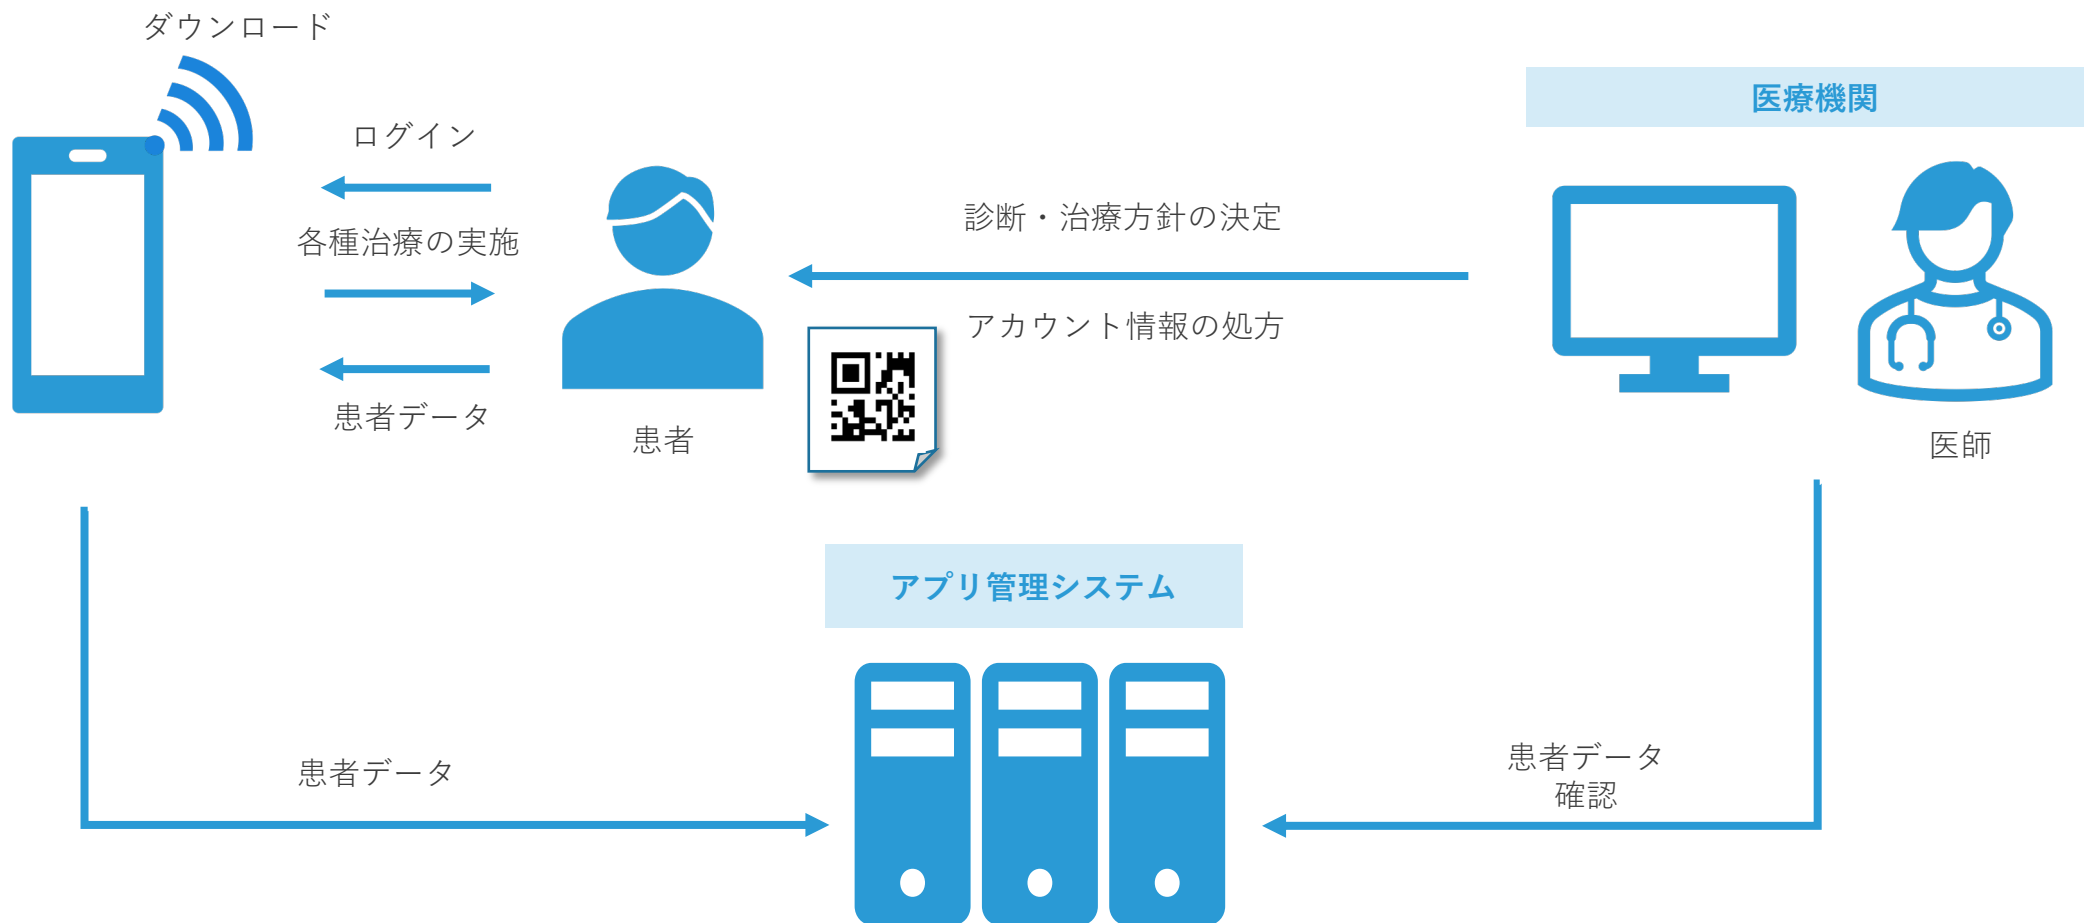 ダウンロード
医療機関
ログイン
診断・治療方針の決定
各種治療の実施
アカウント情報の処方
患者データ
患者
医師
アプリ管理システム
患者データ
患者データ
確認